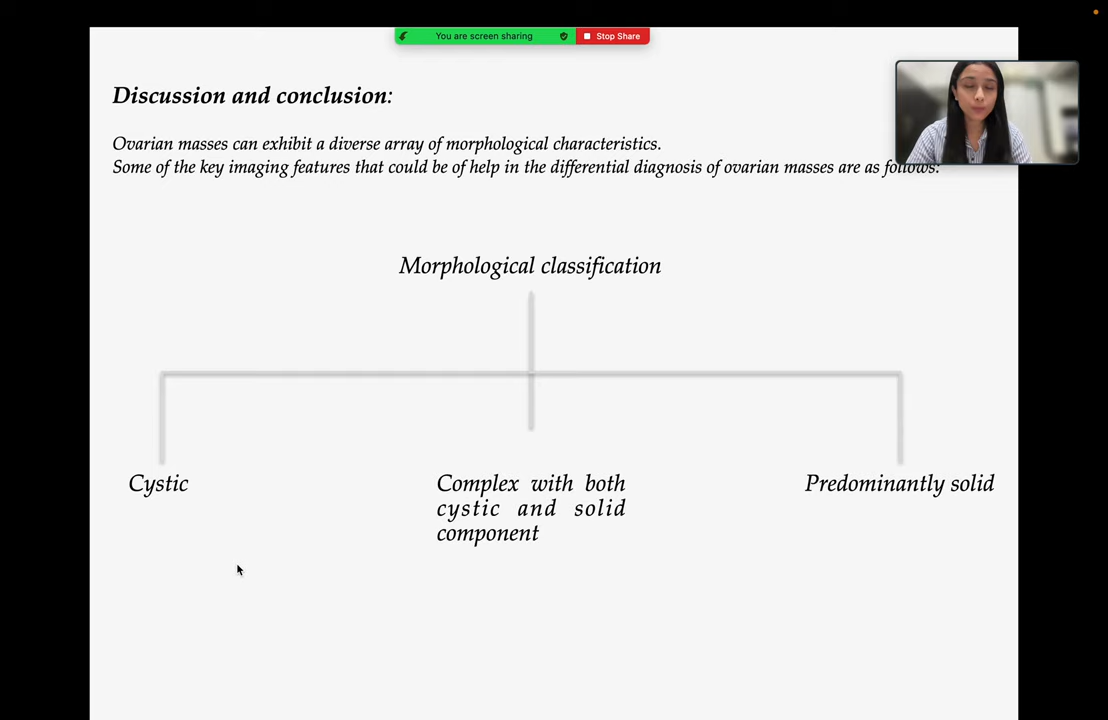 You are screen sharing
Stop Share
Discussion and conclusion:
Ovarian masses can exhibit a diverse array of morphological characteristics.
Some of the key imaging features that could be of help in the differential diagnosis of ovarian masses are as follows:
Morphological classification
Cystic
Complex with both
cystic and solid
component
Predominantly solid